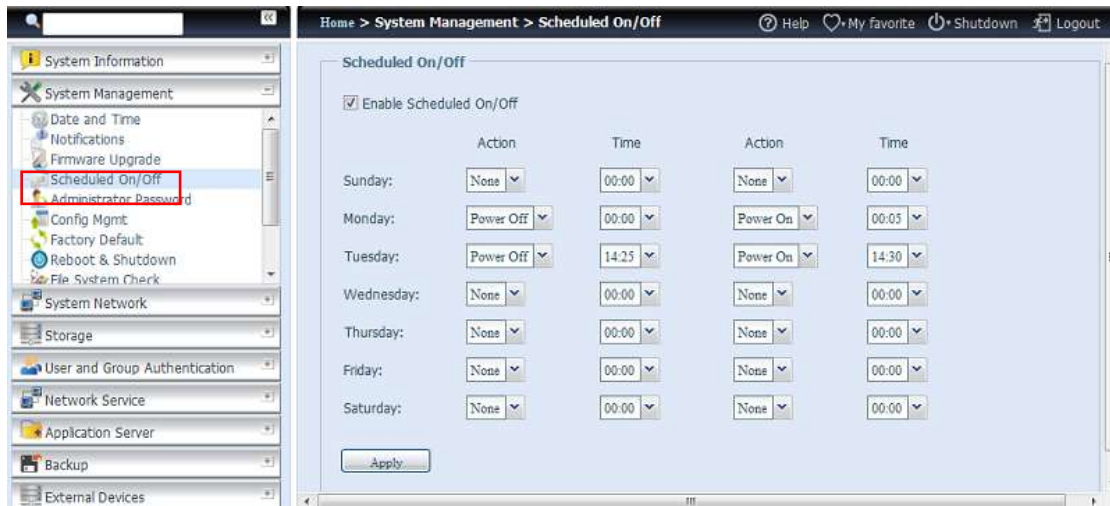 Home > System Management > Scheduled On/Off
Help My favorite Shutdown Logout
System Information
System Management
Date and Time
Notifications
Firmware Upgrade
Scheduled On/Off
Administrator Password
Config Mgmt
Factory Default
Reboot & Shutdown
File System Check
System Network
Storage
User and Group Authentication
Network Service
Application Server
Backup
External Devices
Scheduled On/Off
Enable Scheduled On/Off
Action Time Action Time
Sunday: None 00:00 None 00:00
Monday: Power Off 00:00 Power On 00:05
Tuesday: Power Off 14:25 Power On 14:30
Wednesday: None 00:00 None 00:00
Thursday: None 00:00 None 00:00
Friday: None 00:00 None 00:00
Saturday: None 00:00 None 00:00
Apply